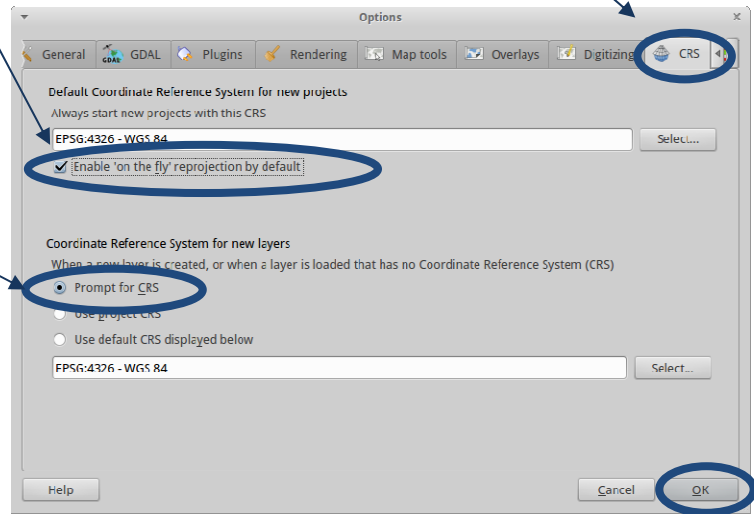 Options
General GDAL Plugins Rendering Map tools Overlays Digitizing CRS
Default Coordinate Reference System for new projects
Always start new projects with this CRS
EPSG:4326 - WGS 84 Select...
Enable 'on the fly' reprojection by default
Coordinate Reference System for new layers
When a new layer is created, or when a layer is loaded that has no Coordinate Reference System (CRS)
Prompt for CRS
Use project CRS
Use default CRS displayed below
EPSG:4326 - WGS 84 Select...
Help Cancel OK